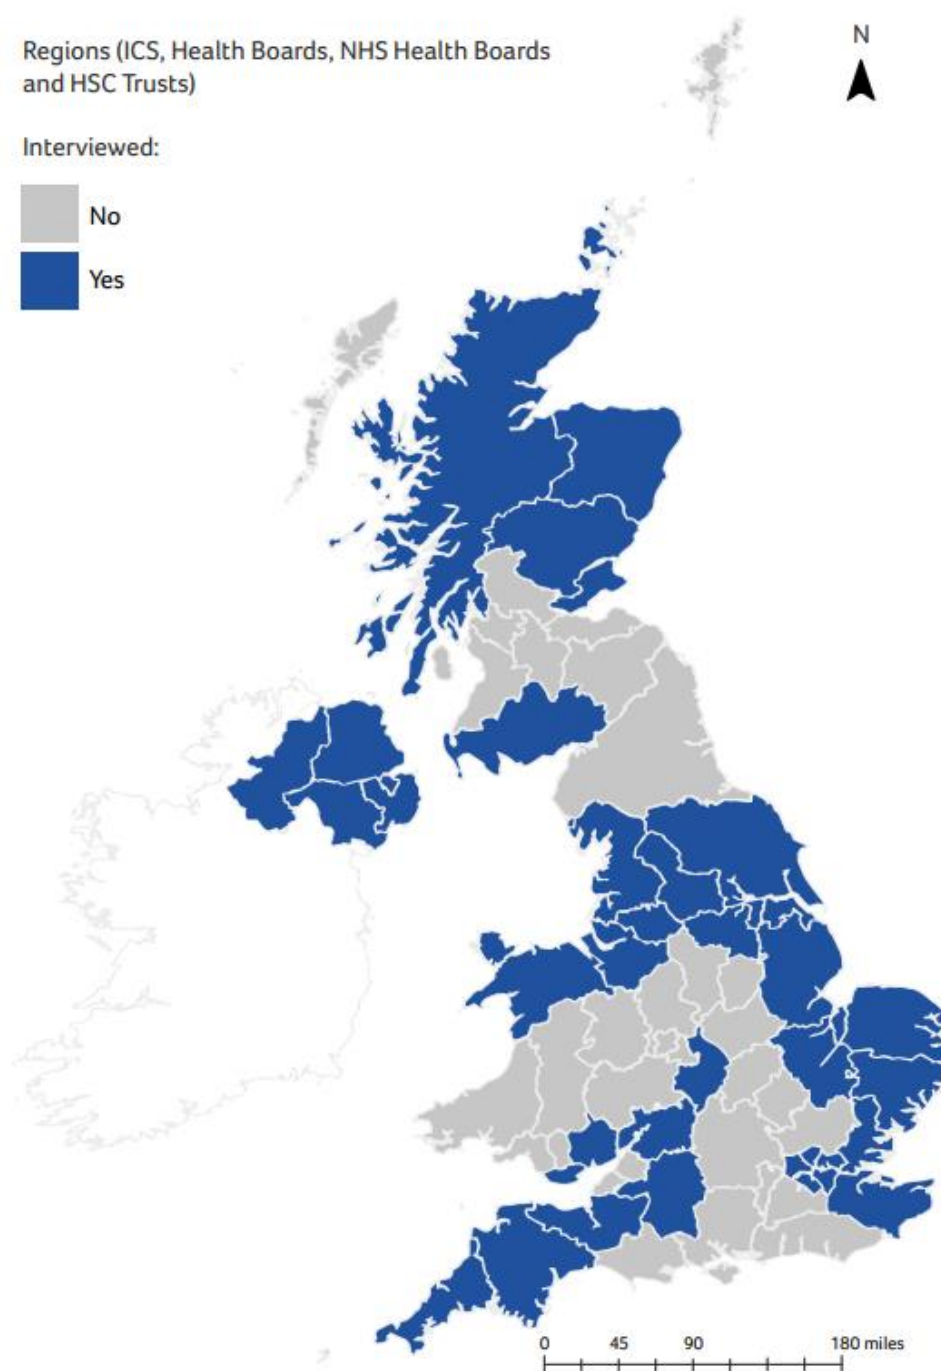 Regions (ICS, Health Boards, NHS Health Boards
and HSC Trusts)
N
Interviewed:
No
Yes
0 45 90 180 miles